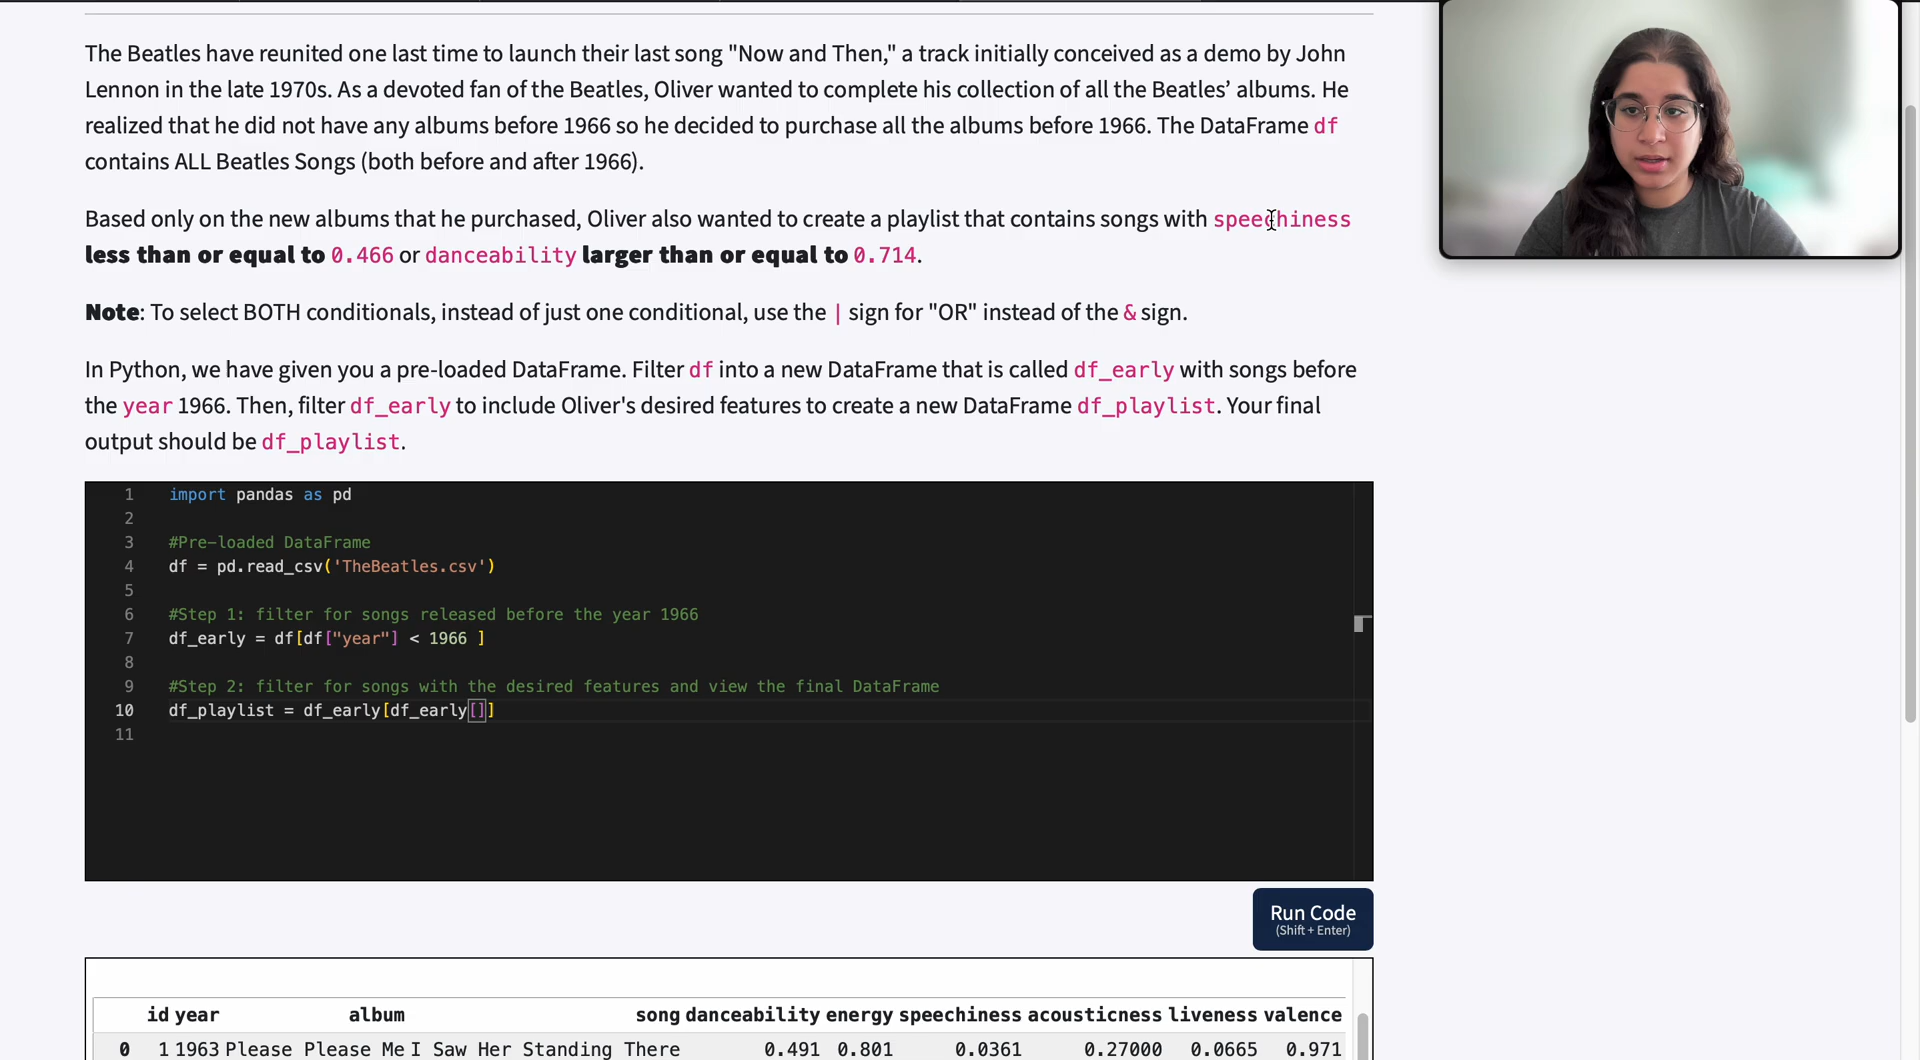 The Beatles have reunited one last time to launch their last song "Now and Then," a track initially conceived as a demo by John
Lennon in the late 1970s. As a devoted fan of the Beatles, Oliver wanted to complete his collection of all the Beatles’ albums. He
realized that he did not have any albums before 1966 so he decided to purchase all the albums before 1966. The DataFrame df
contains ALL Beatles Songs (both before and after 1966).
Based only on the new albums that he purchased, Oliver also wanted to create a playlist that contains songs with speechiness
less than or equal to 0.466 or danceability larger than or equal to 0.714.
Note: To select BOTH conditionals, instead of just one conditional, use the | sign for "OR" instead of the & sign.
In Python, we have given you a pre-loaded DataFrame. Filter df into a new DataFrame that is called df_early with songs before
the year 1966. Then, filter df_early to include Oliver's desired features to create a new DataFrame df_playlist. Your final
output should be df_playlist.
1 import pandas as pd
2
3 #Pre-loaded DataFrame
4 df = pd.read_csv('TheBeatles.csv')
5
6 #Step 1: filter for songs released before the year 1966
7 df_early = df[df["year"] < 1966 ]
8
9 #Step 2: filter for songs with the desired features and view the final DataFrame
10 df_playlist = df_early[df_early[]]
11
Run Code
(Shift + Enter)
id year album song danceability energy speechiness acousticness liveness valence
0 1 1963 Please Please Me I Saw Her Standing There 0.491 0.801 0.0361 0.27000 0.0665 0.971